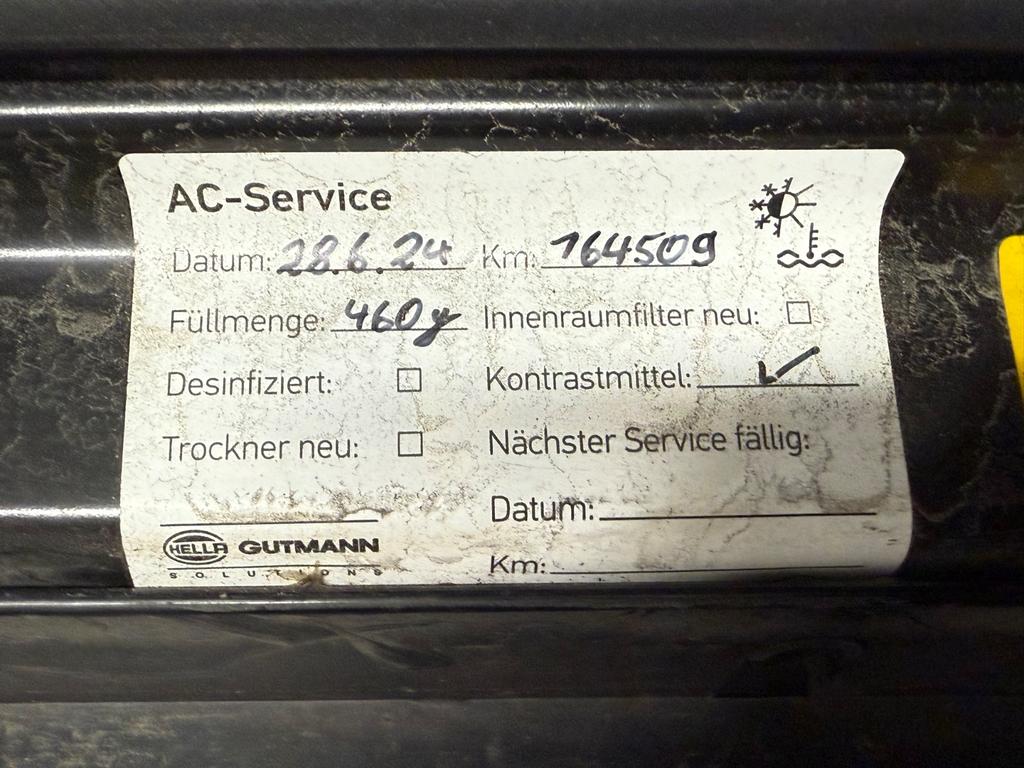 AC-Service
Datum: 28.6.24 Km: 164509
Füllmenge: 460g Innenraumfilter neu: ☐
Desinfiziert: ☐ Kontrastmittel: ✓
Trockner neu: ☐ Nächster Service fällig:
Datum:
HELLA GUTMANN
SOLUTIONS
Km: